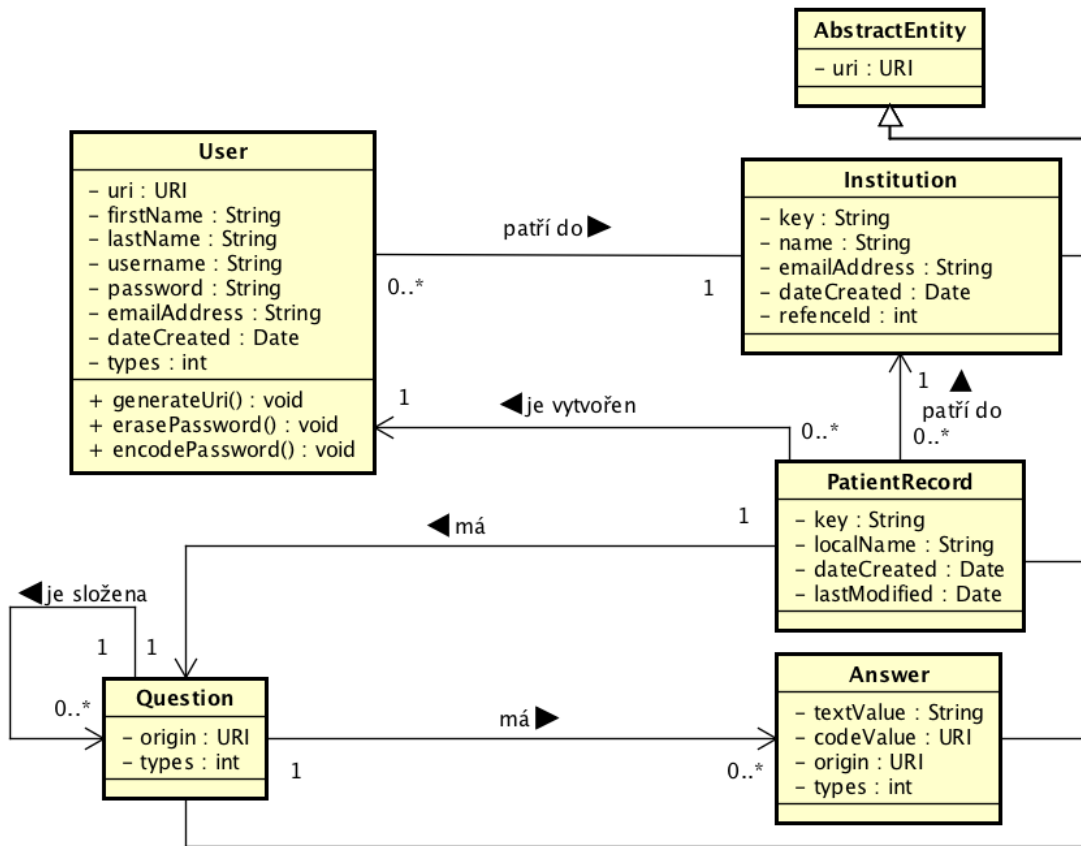 AbstractEntity
– uri : URI
User
– uri : URI
– firstName : String
– lastName : String
– username : String
– password : String
– emailAddress : String
– dateCreated : Date
– types : int
+ generateUri() : void
+ erasePassword() : void
+ encodePassword() : void
patří do ▶
0..*
1
Institution
– key : String
– name : String
– emailAddress : String
– dateCreated : Date
– refenceId : int
1
◀ je vytvořen
0..*
1 ▲
patří do
0..*
PatientRecord
– key : String
– localName : String
– dateCreated : Date
– lastModified : Date
◀ má
1
◀ je složena
1
1
0..*
Question
– origin : URI
– types : int
má ▶
1
0..*
Answer
– textValue : String
– codeValue : URI
– origin : URI
– types : int